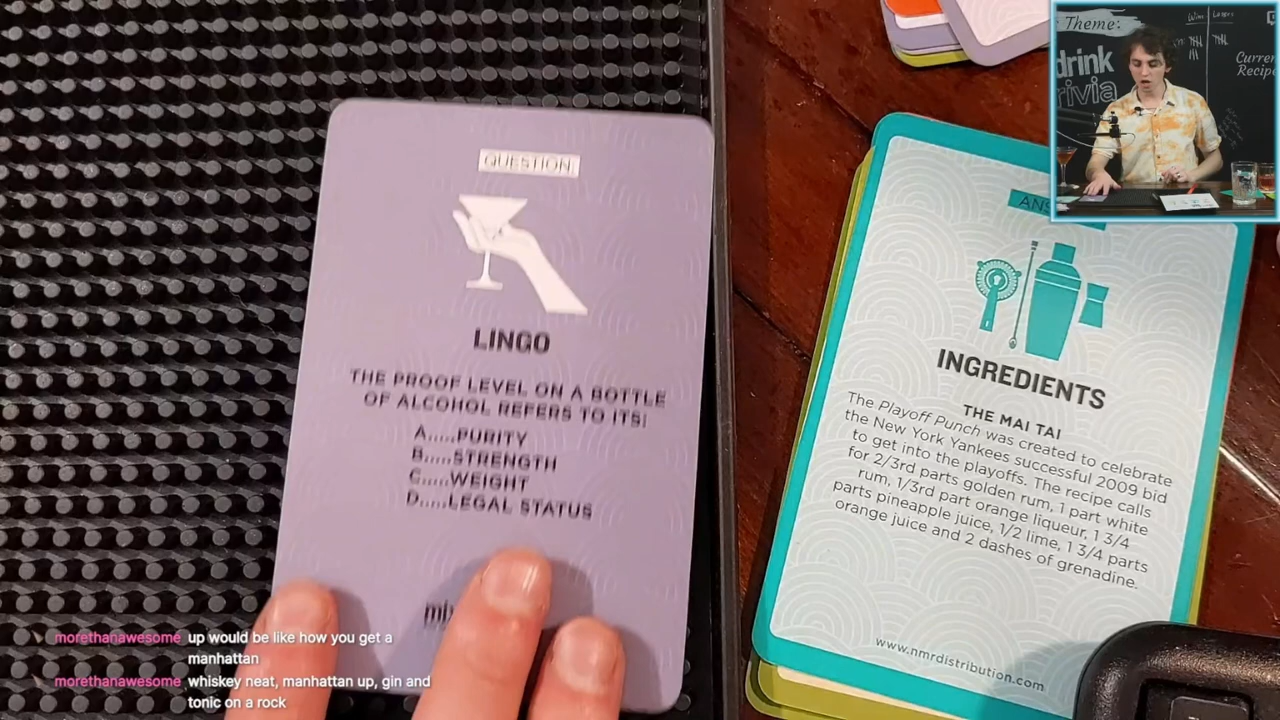 QUESTION
LINGO
THE PROOF LEVEL ON A BOTTLE
OF ALCOHOL REFERS TO ITS:
A.....PURITY
B.....STRENGTH
C.....WEIGHT
D.....LEGAL STATUS
morethanawesome up would be like how you get a
manhattan
morethanawesome whiskey neat, manhattan up, gin and
tonic on a rock
INGREDIENTS
THE MAI TAI
The Playoff Punch was created to celebrate
the New York Yankees successful 2009 bid
to get into the playoffs. The recipe calls
for 2/3rd parts golden rum, 1 part white
rum, 1/3rd part orange liqueur, 1 3/4
parts pineapple juice, 1/2 lime, 1 3/4 parts
orange juice and 2 dashes of grenadine.
www.nmrdistribution.com
Theme:
drink
Wins Losses